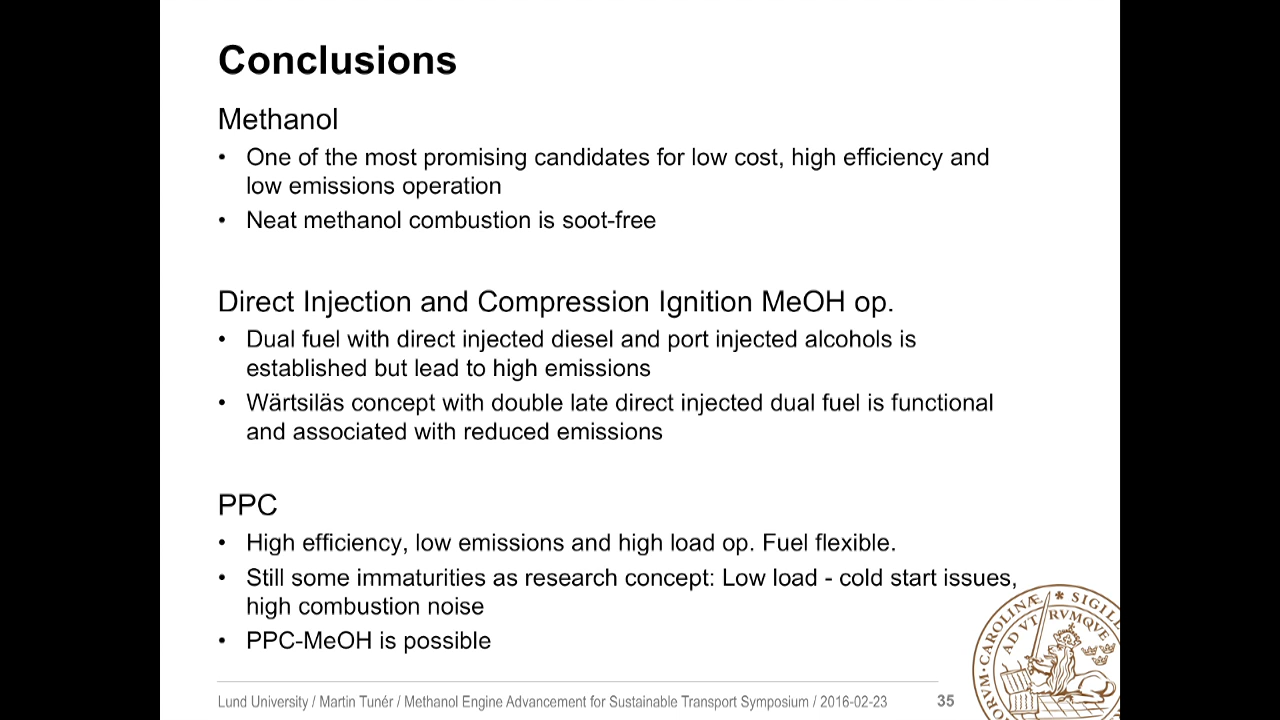 Conclusions
Methanol
• One of the most promising candidates for low cost, high efficiency and
low emissions operation
• Neat methanol combustion is soot-free
Direct Injection and Compression Ignition MeOH op.
• Dual fuel with direct injected diesel and port injected alcohols is
established but lead to high emissions
• Wärtsiläs concept with double late direct injected dual fuel is functional
and associated with reduced emissions
PPC
• High efficiency, low emissions and high load op. Fuel flexible.
• Still some immaturities as research concept: Low load - cold start issues,
high combustion noise
• PPC-MeOH is possible
Lund University / Martin Tunér / Methanol Engine Advancement for Sustainable Transport Symposium / 2016-02-23 35
ORVM · CAROLINÆ * SIGILL
AD VTRVMQVE